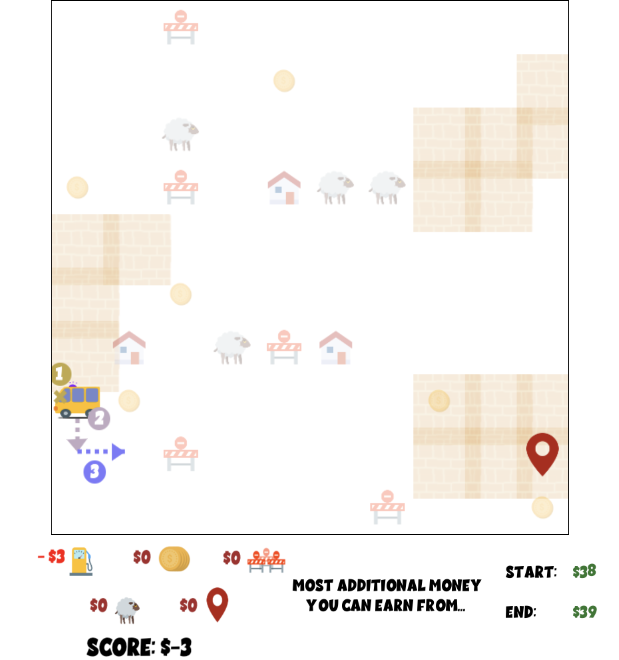 1
2
3
- $3
$0
$0
$0
$0
SCORE: $-3
MOST ADDITIONAL MONEY
YOU CAN EARN FROM...
START: $38
END: $39